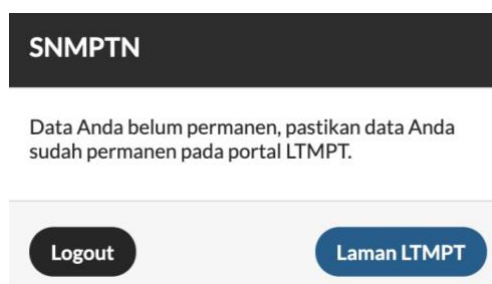 SNMPTN
Data Anda belum permanen, pastikan data Anda
sudah permanen pada portal LTMPT.
Logout
Laman LTMPT